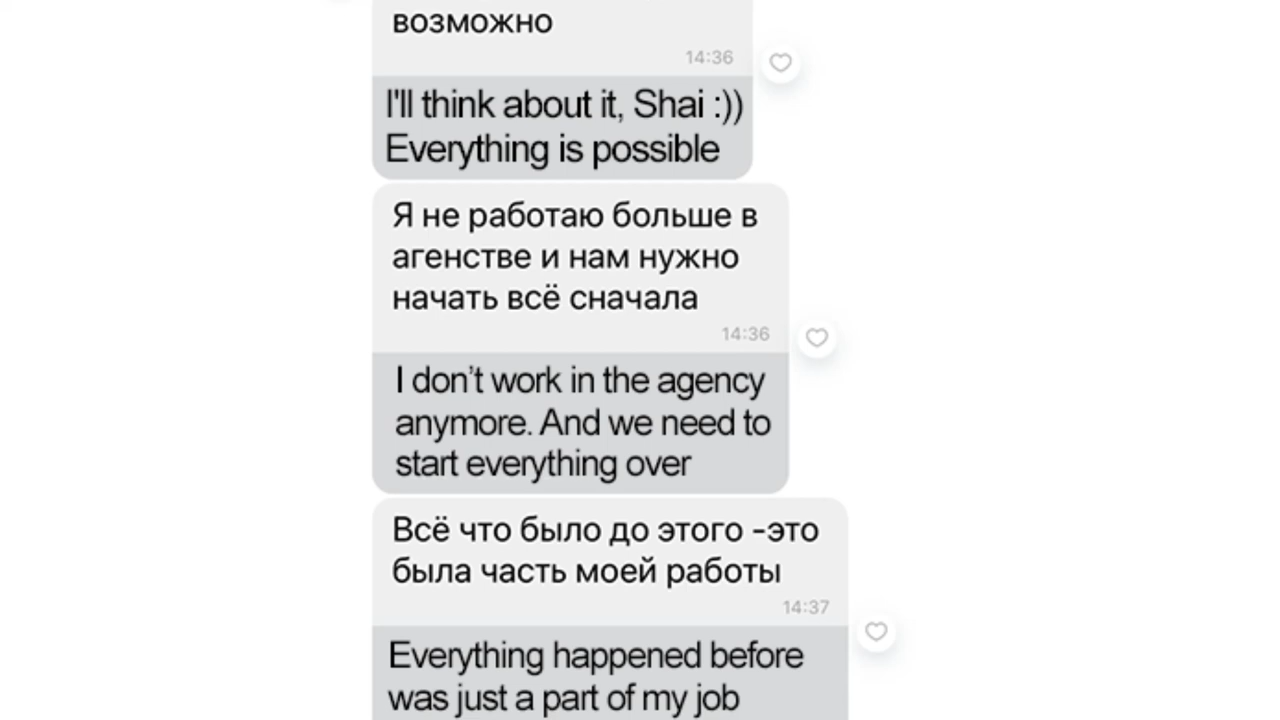 возможно
14:36
I'll think about it, Shai :))
Everything is possible
Я не работаю больше в
агенстве и нам нужно
начать всё сначала
14:36
I don’t work in the agency
anymore. And we need to
start everything over
Всё что было до этого -это
была часть моей работы
14:37
Everything happened before
was just a part of my job